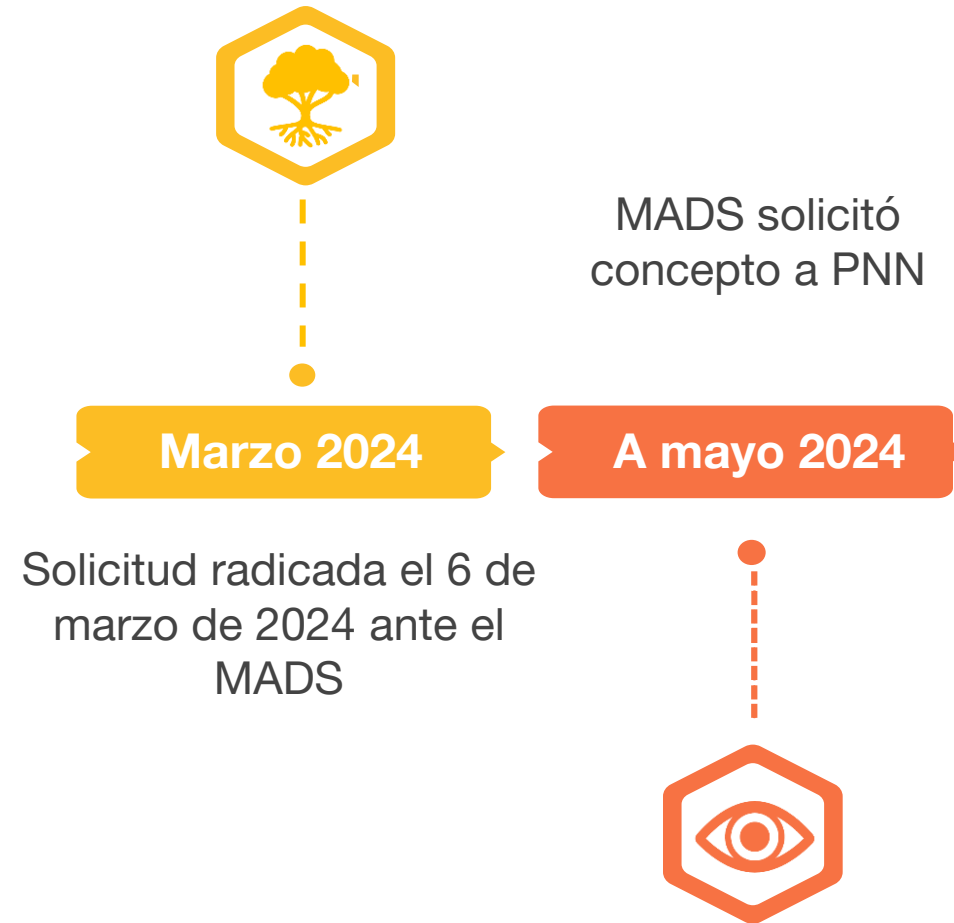 MADS solicitó
concepto a PNN
Marzo 2024
A mayo 2024
Solicitud radicada el 6 de
marzo de 2024 ante el
MADS